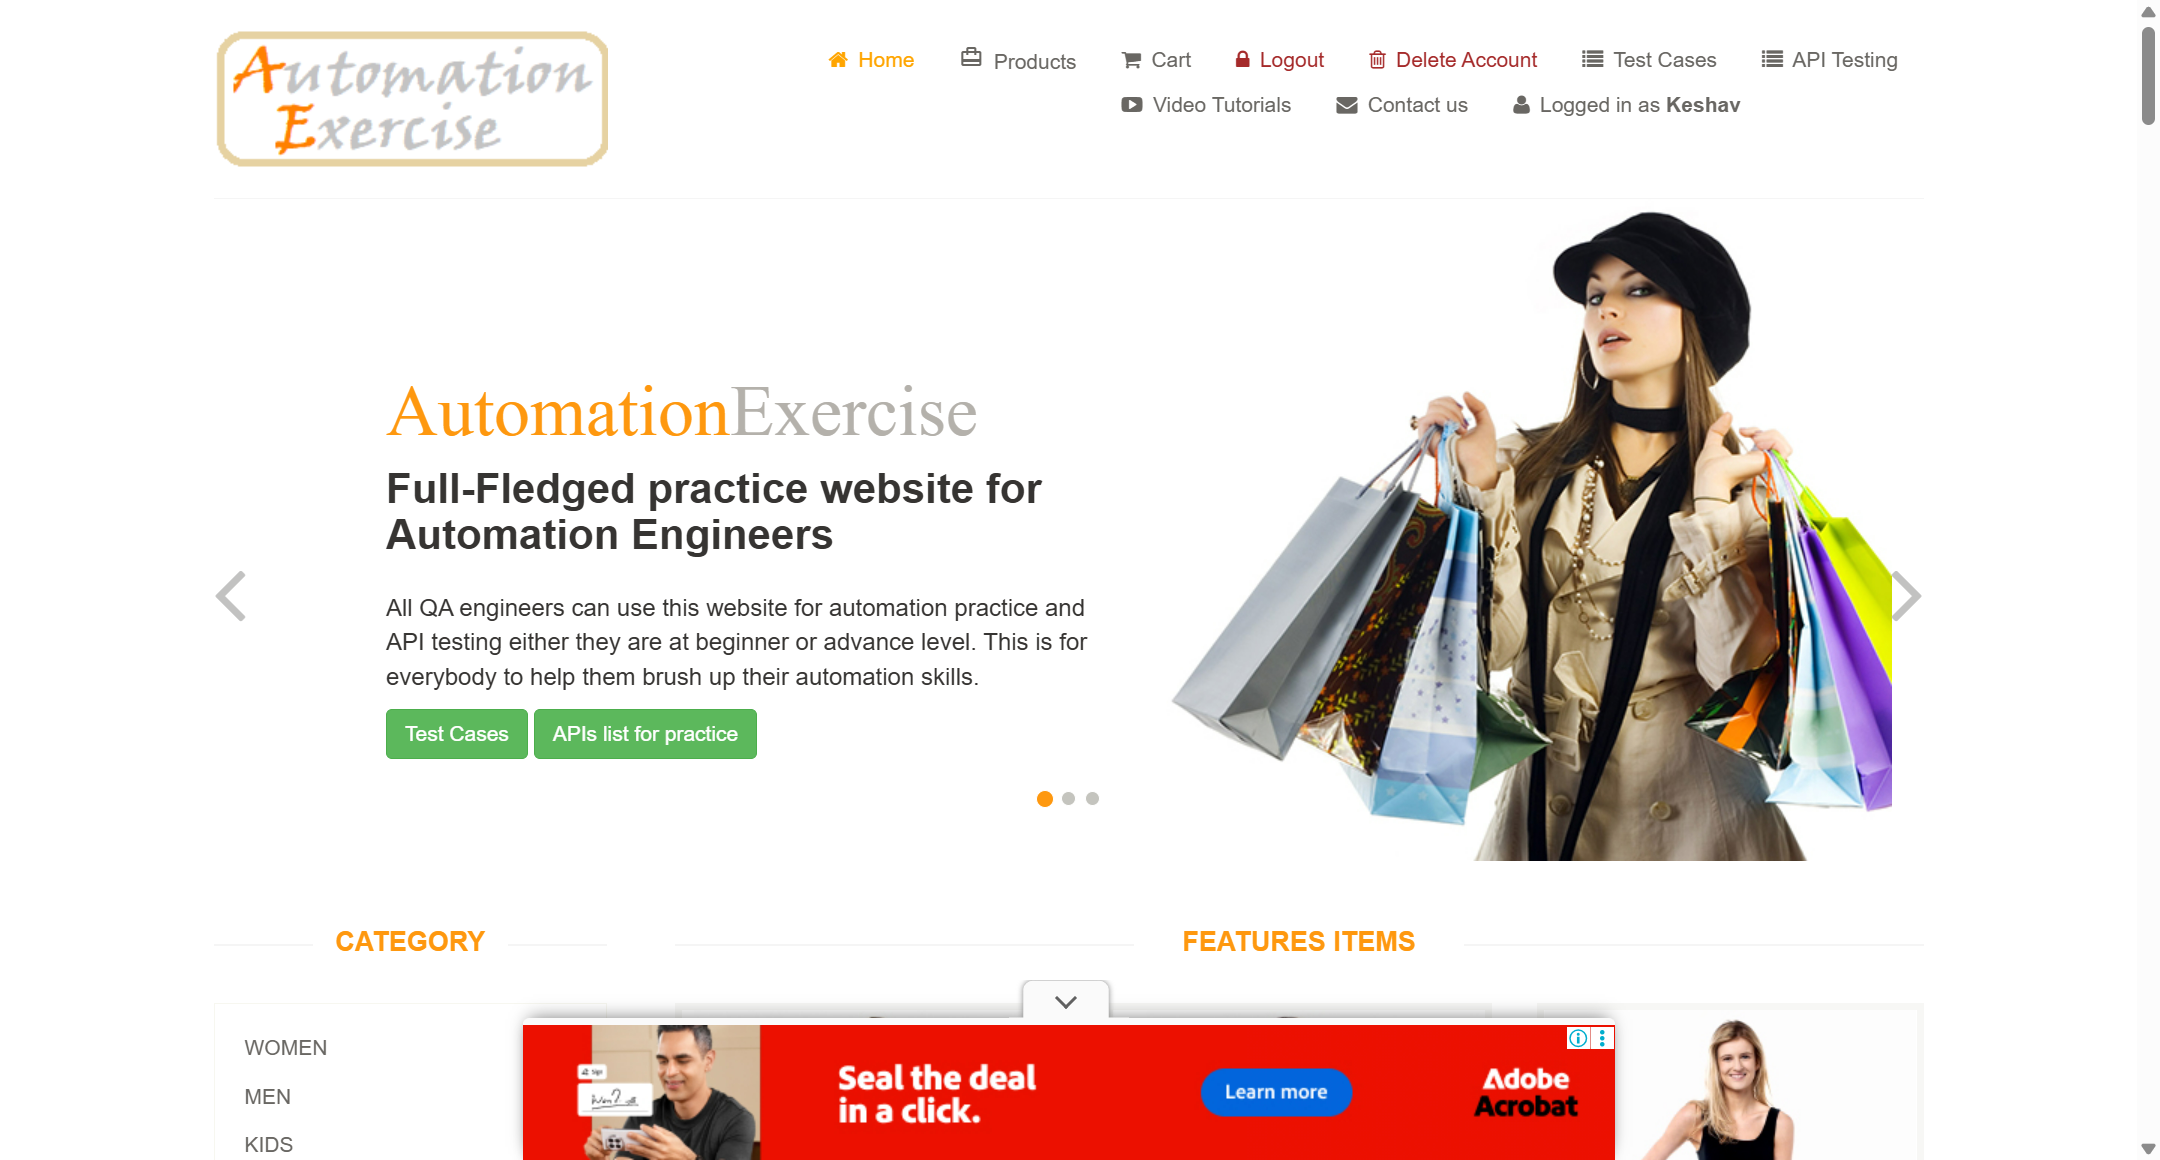 Automation
Exercise
Home
Products
Cart
Logout
Delete Account
Test Cases
API Testing
Video Tutorials
Contact us
Logged in as Keshav
AutomationExercise
Full-Fledged practice website for
Automation Engineers
All QA engineers can use this website for automation practice and
API testing either they are at beginner or advance level. This is for
everybody to help them brush up their automation skills.
Test Cases
APIs list for practice
CATEGORY
FEATURES ITEMS
WOMEN
MEN
KIDS
Seal the deal
in a click.
Learn more
Adobe
Acrobat